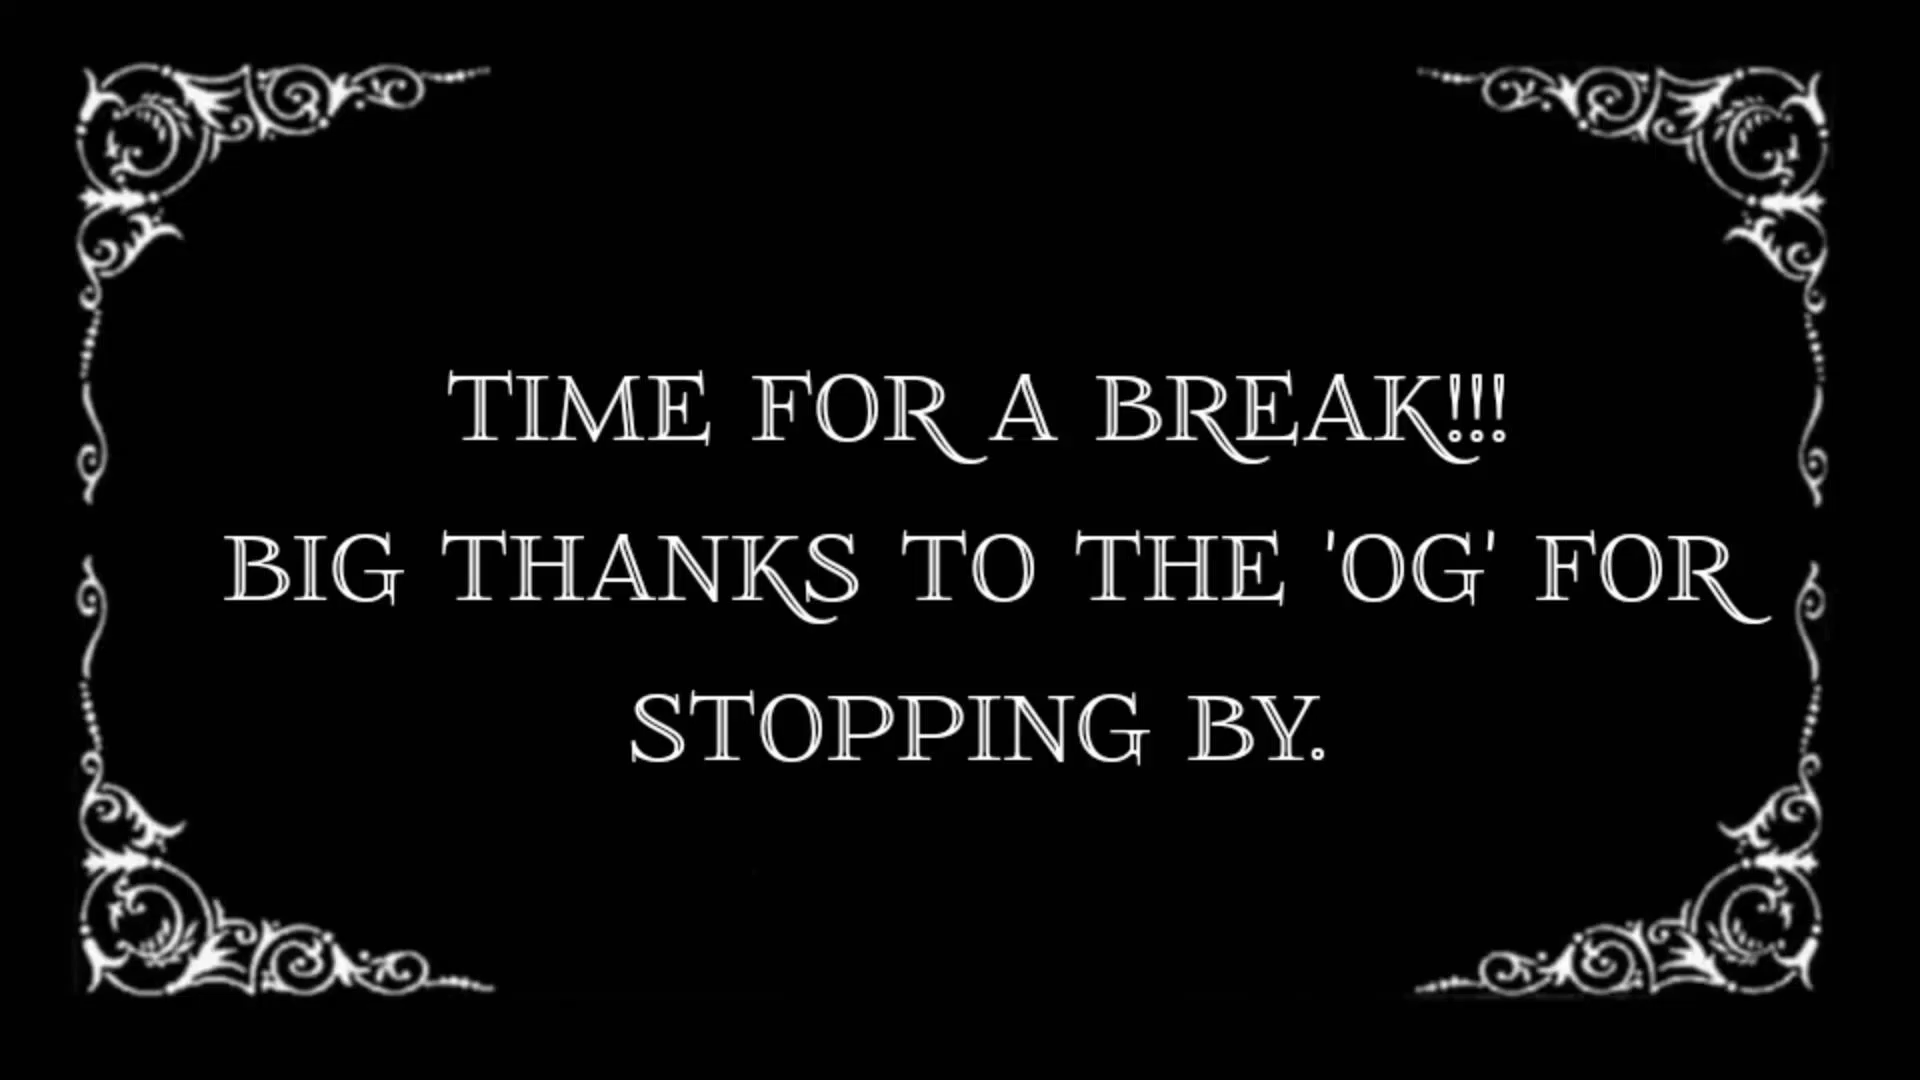 TIME FOR A BREAK!!!
BIG THANKS TO THE 'OG' FOR
STOPPING BY.